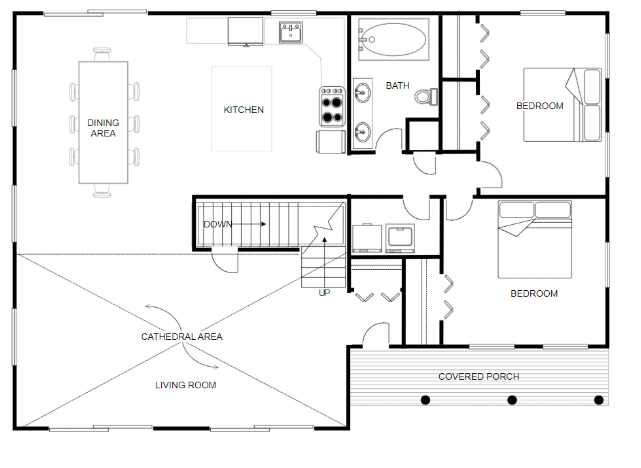 BATH
KITCHEN
BEDROOM
DINING
AREA
DOWN
UP
BEDROOM
CATHEDRAL AREA
LIVING ROOM
COVERED PORCH